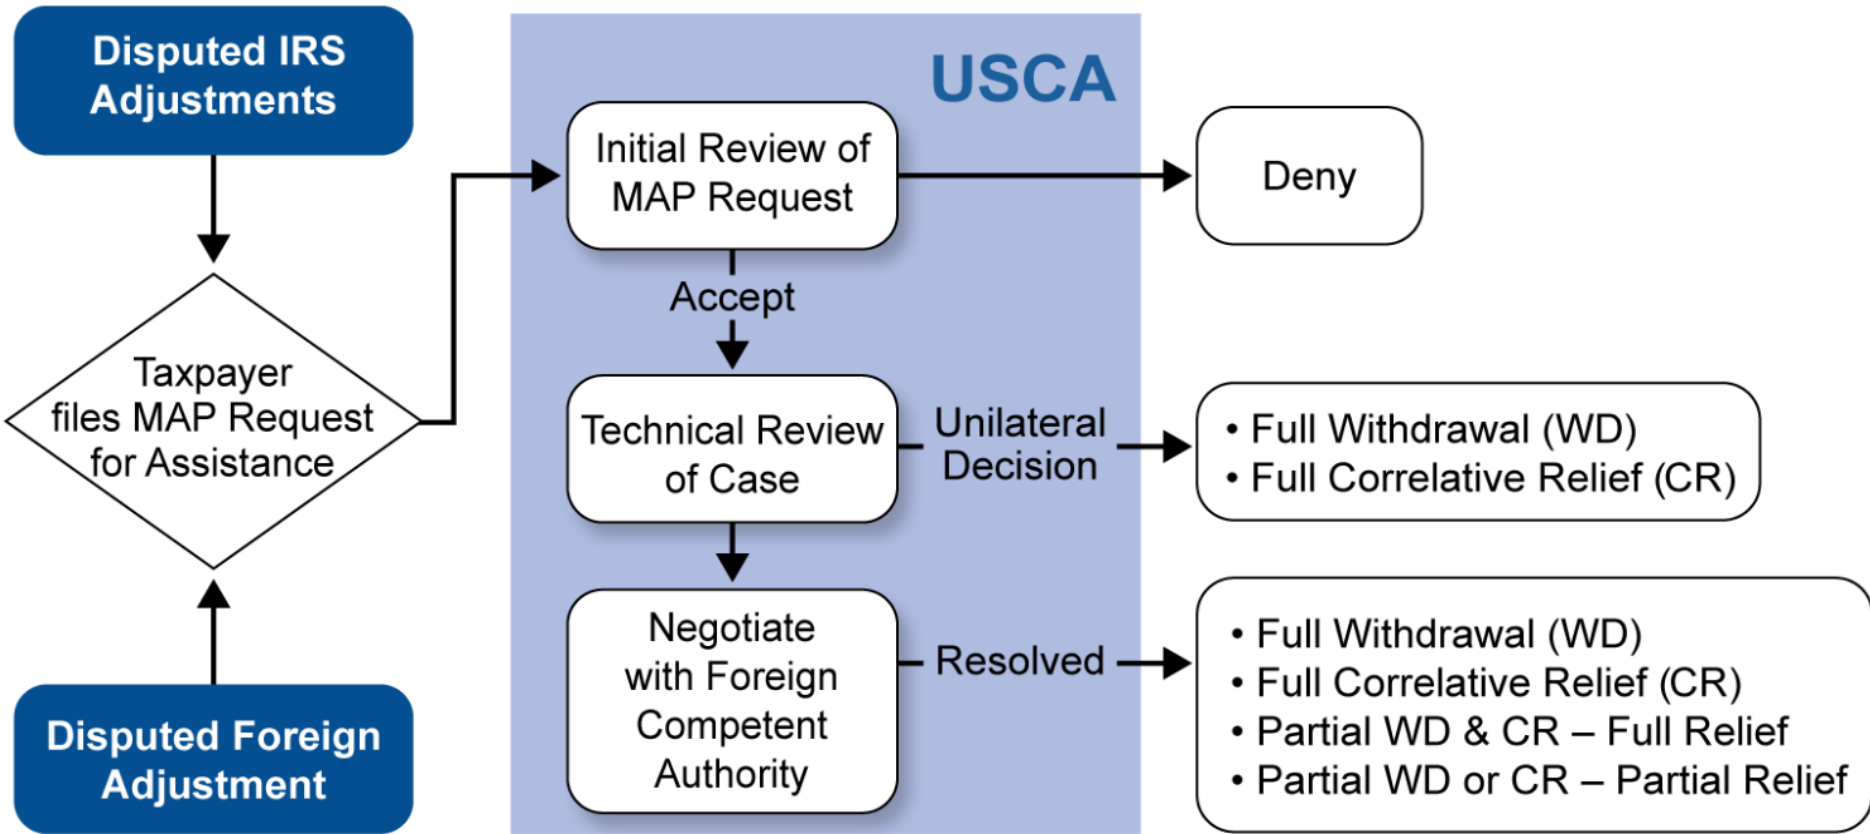 Disputed IRS
Adjustments
Taxpayer
files MAP Request
for Assistance
Disputed Foreign
Adjustment
USCA
Initial Review of
MAP Request
Deny
Accept
Technical Review
of Case
Unilateral
Decision
• Full Withdrawal (WD)
• Full Correlative Relief (CR)
Negotiate
with Foreign
Competent
Authority
Resolved
• Full Withdrawal (WD)
• Full Correlative Relief (CR)
• Partial WD & CR – Full Relief
• Partial WD or CR – Partial Relief